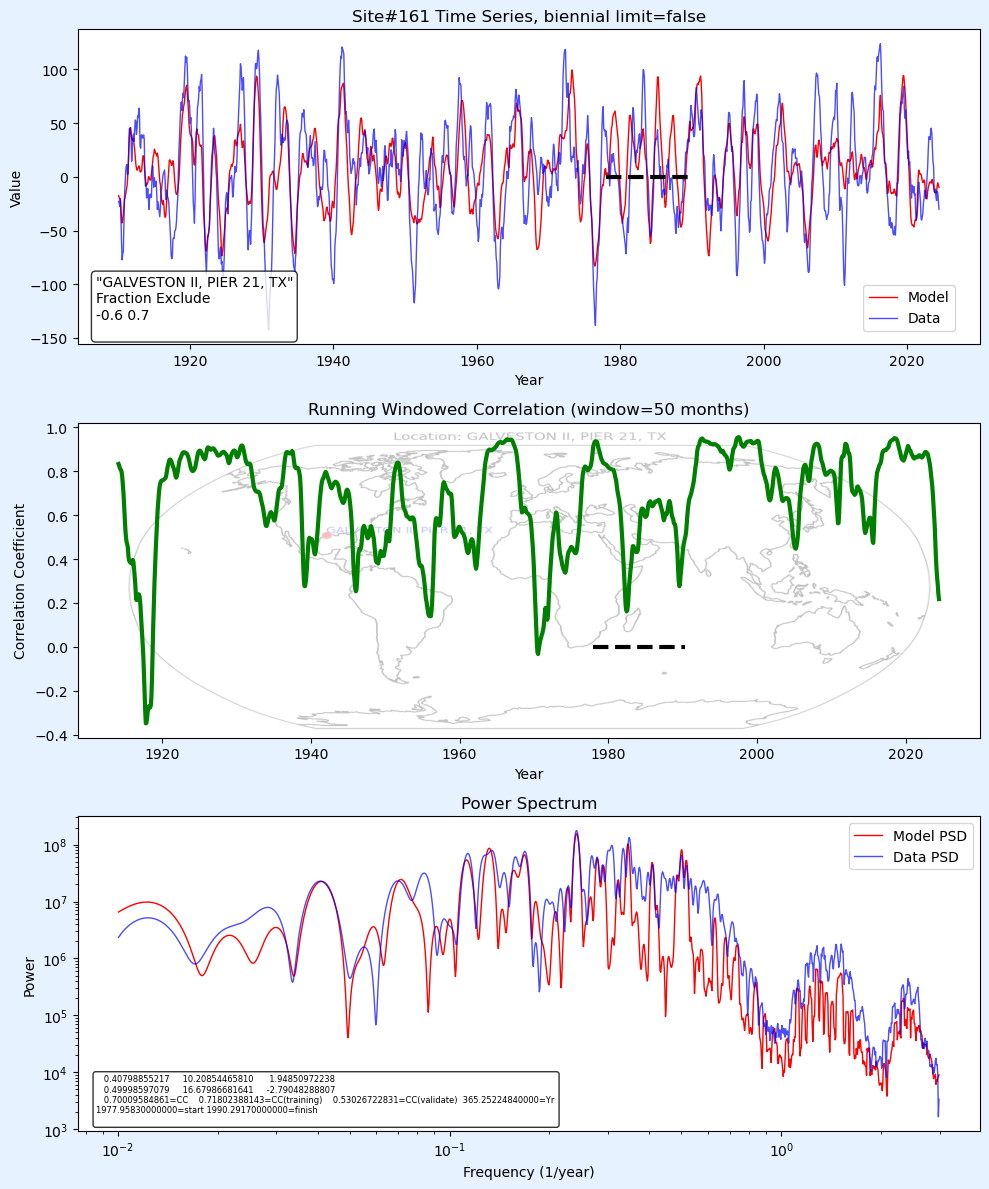 Site#161 Time Series, biennial limit=false
Value
100
50
0
−50
−100
−150
"GALVESTON II, PIER 21, TX"
Fraction Exclude
-0.6 0.7
Model
Data
1920
1940
1960
1980
2000
2020
Year
Running Windowed Correlation (window=50 months)
Correlation Coefficient
1.0
0.8
0.6
0.4
0.2
0.0
−0.2
−0.4
Location: GALVESTON II, PIER 21, TX
GALVESTON II, PIER 21, TX
1920
1940
1960
1980
2000
2020
Year
Power Spectrum
Power
10^8
10^7
10^6
10^5
10^4
10^3
Model PSD
Data PSD
0.40798855217 10.20854465810 1.94850972238
0.49998597079 16.67986681641 -2.79048288807
0.70009584861=CC 0.71802388143=CC(training) 0.53026722831=CC(validate) 365.25224840000=Yr
1977.95830000000=start 1990.29170000000=finish
10^−2
10^−1
10^0
Frequency (1/year)